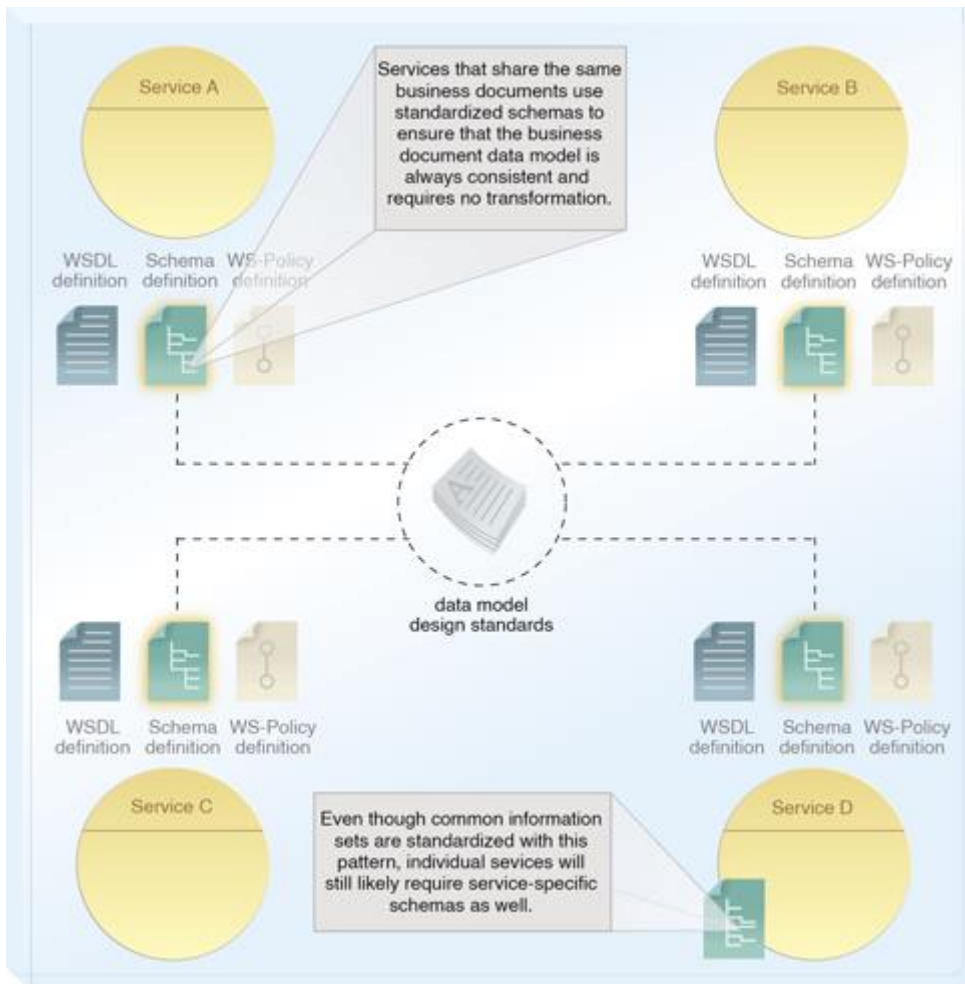 Service A
Services that share the same
business documents use
standardized schemas to
ensure that the business
document data model is
always consistent and
requires no transformation.
Service B
WSDL
definition
Schema
definition
WS-Policy
definition
WSDL
definition
Schema
definition
WS-Policy
definition
A
data model
design standards
WSDL
definition
Schema
definition
WS-Policy
definition
WSDL
definition
Schema
definition
WS-Policy
definition
Service C
Even though common information
sets are standardized with this
pattern, individual sevices will
still likely require service-specific
schemas as well.
Service D